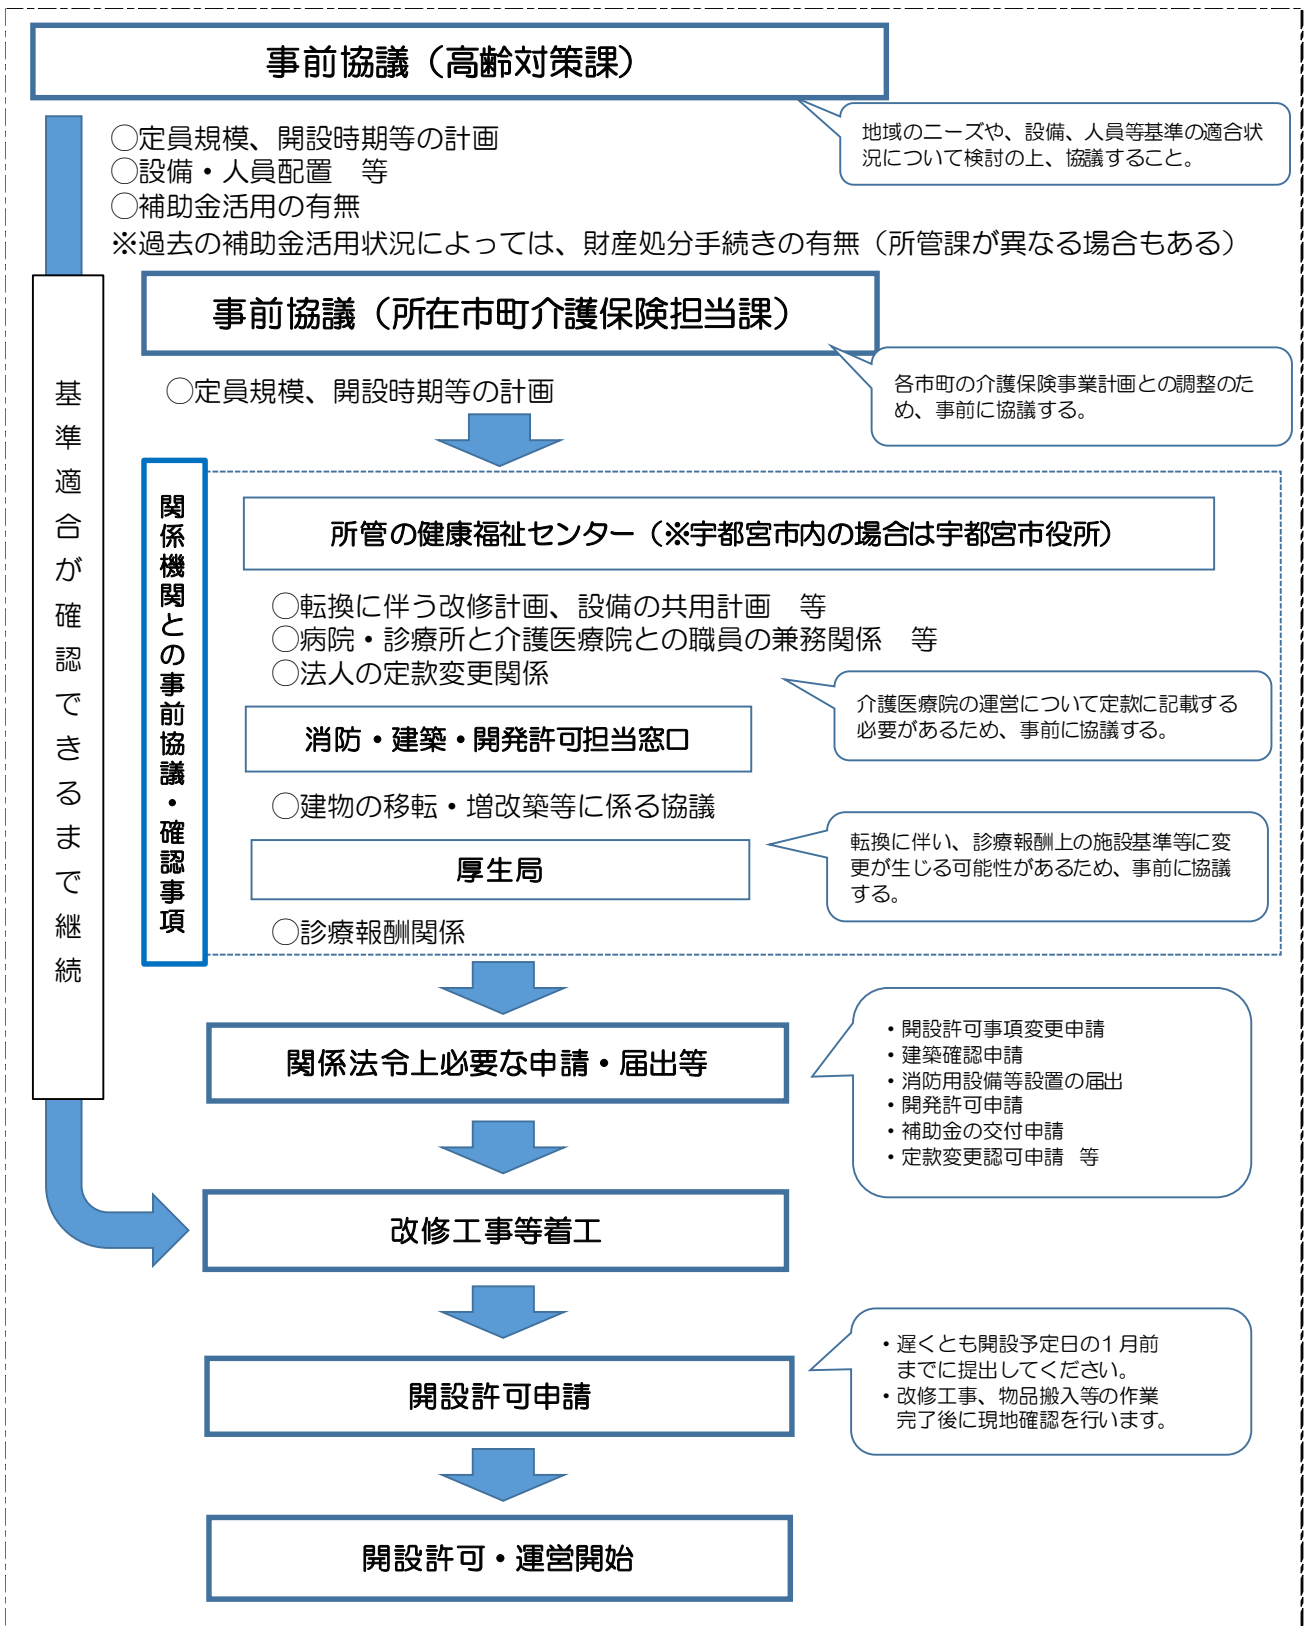 事前協議（高齢対策課）
地域のニーズや、設備、人員等基準の適合状
況について検討の上、協議すること。
○定員規模、開設時期等の計画
○設備・人員配置　等
○補助金活用の有無
※過去の補助金活用状況によっては、財産処分手続きの有無（所管課が異なる場合もある）
基準適合が確認できるまで継続
事前協議（所在市町介護保険担当課）
各市町の介護保険事業計画との調整のた
め、事前に協議する。
○定員規模、開設時期等の計画
関係機関との事前協議・確認事項
所管の健康福祉センター（※宇都宮市内の場合は宇都宮市役所）
○転換に伴う改修計画、設備の共用計画　等
○病院・診療所と介護医療院との職員の兼務関係　等
○法人の定款変更関係
介護医療院の運営について定款に記載する
必要があるため、事前に協議する。
消防・建築・開発許可担当窓口
○建物の移転・増改築等に係る協議
転換に伴い、診療報酬上の施設基準等に変
更が生じる可能性があるため、事前に協議
する。
厚生局
○診療報酬関係
関係法令上必要な申請・届出等
・開設許可事項変更申請
・建築確認申請
・消防用設備等設置の届出
・開発許可申請
・補助金の交付申請
・定款変更認可申請　等
改修工事等着工
開設許可申請
・遅くとも開設予定日の１月前
までに提出してください。
・改修工事、物品搬入等の作業
完了後に現地確認を行います。
開設許可・運営開始